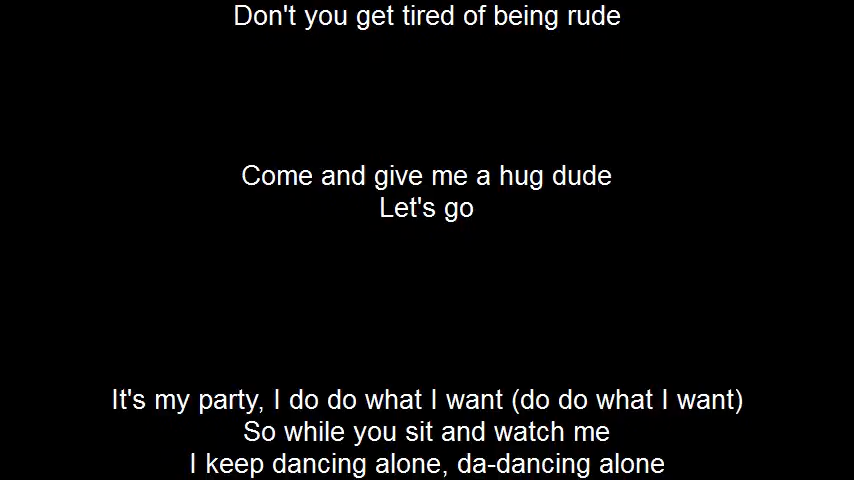 Don't you get tired of being rude
Come and give me a hug dude
Let's go
It's my party, I do do what I want (do do what I want)
So while you sit and watch me
I keep dancing alone, da-dancing alone